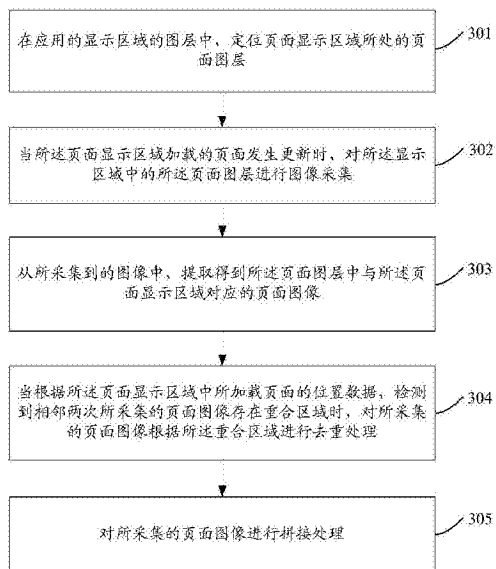 在应用的显示区域的图层中，定位页面显示区域所处的页
面图层
301
当所述页面显示区域加载的页面发生更新时，对所述显示
区域中的所述页面图层进行图像采集
302
从所采集到的图像中，提取得到所述页面图层中与所述页
面显示区域对应的页面图像
303
当根据所述页面显示区域中所加载页面的位置数据，检测
到相邻两次所采集的页面图像存在重合区域时，对所采集
的页面图像根据所述重合区域进行去重处理
304
对所采集的页面图像进行拼接处理
305